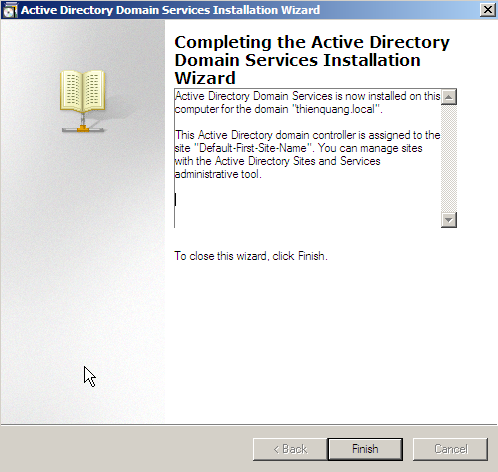 Active Directory Domain Services Installation Wizard
Completing the Active Directory
Domain Services Installation
Wizard
Active Directory Domain Services is now installed on this
computer for the domain "thienquang.local".
This Active Directory domain controller is assigned to the
site "Default-First-Site-Name". You can manage sites
with the Active Directory Sites and Services
administrative tool.
To close this wizard, click Finish.
< Back
Finish
Cancel